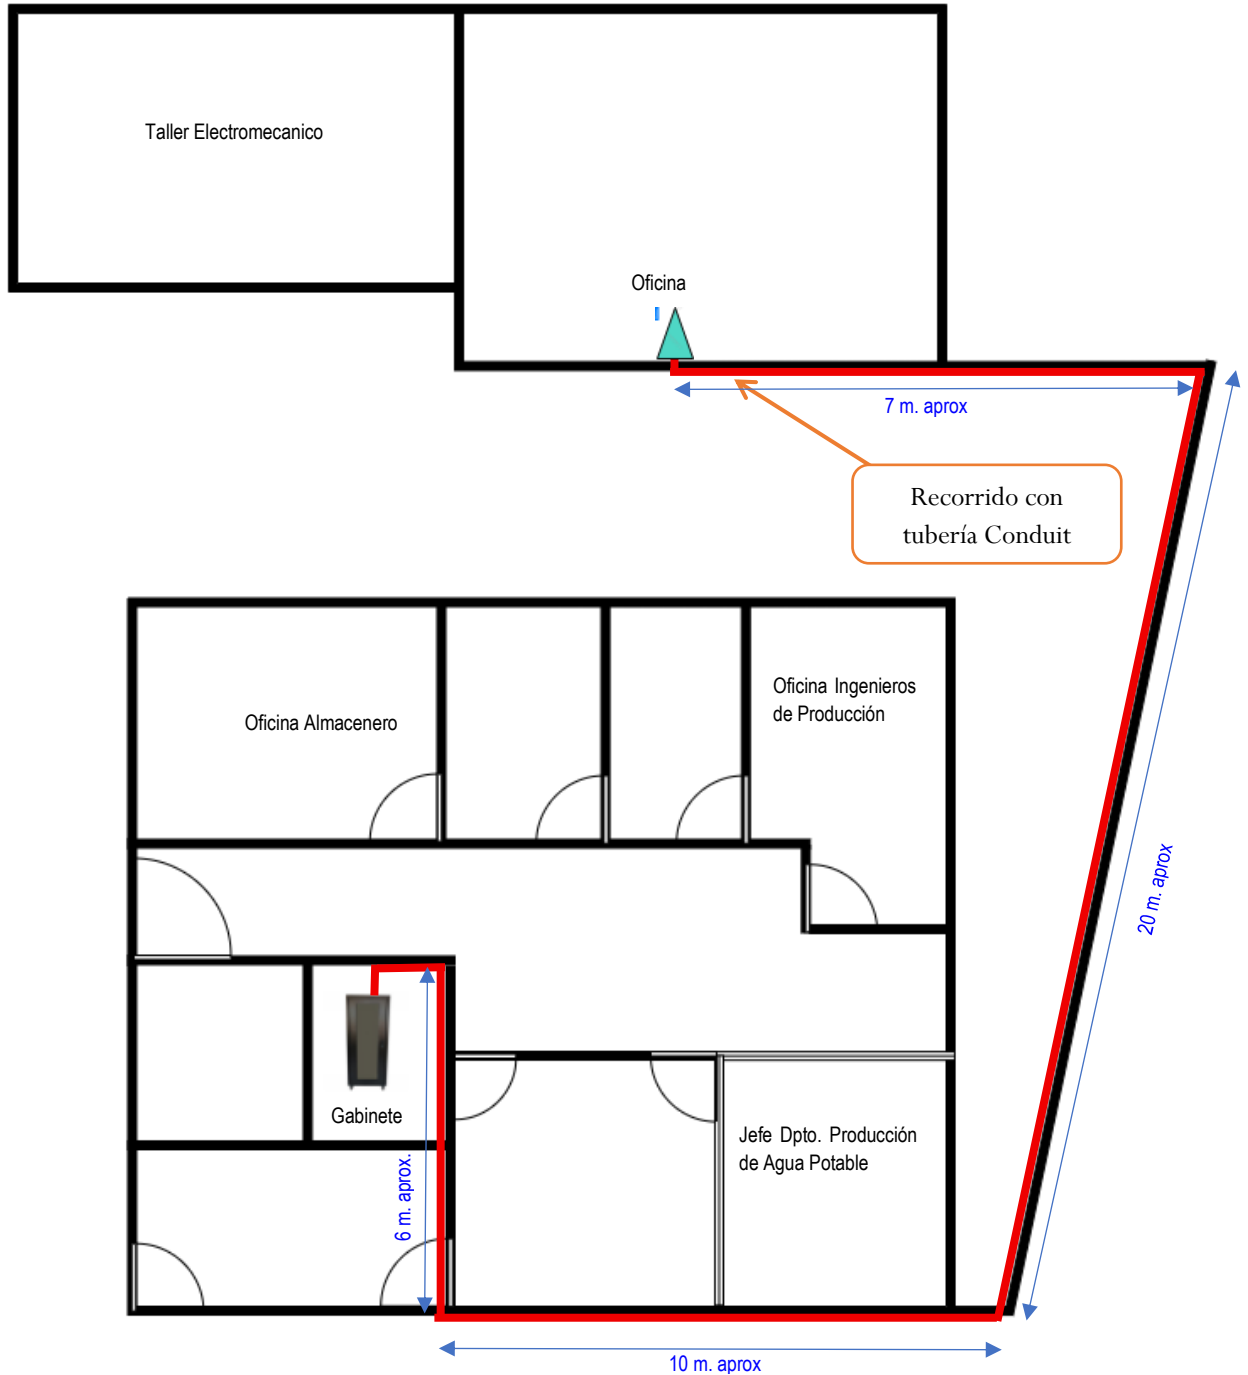 Taller Electromecanico
Oficina
7 m. aprox
Recorrido con
tubería Conduit
Oficina Ingenieros
de Producción
Oficina Almacenero
20 m. aprox
Gabinete
Jefe Dpto. Producción
de Agua Potable
6 m. aprox.
10 m. aprox